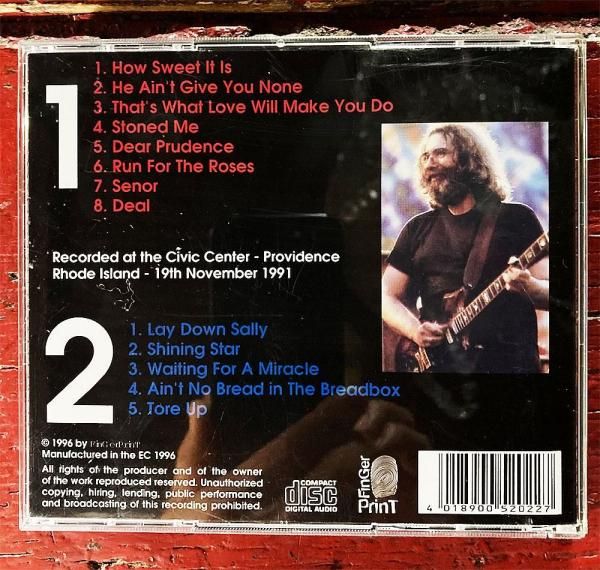 1
1. How Sweet It Is
2. He Ain't Give You None
3. That's What Love Will Make You Do
4. Stoned Me
5. Dear Prudence
6. Run For The Roses
7. Senor
8. Deal
Recorded at the Civic Center - Providence
Rhode Island - 19th November 1991
2
1. Lay Down Sally
2. Shining Star
3. Waiting For A Miracle
4. Ain't No Bread in The Breadbox
5. Tore Up
© 1996 by FinGerPrinT
Manufactured in the EC 1996
All rights of the producer and of the owner
of the work reproduced reserved. Unauthorized
copying, hiring, lending, public performance
and broadcasting of this recording prohibited.
COMPACT
disc
DIGITAL AUDIO
FinGer
PrinT
4 018900 520227